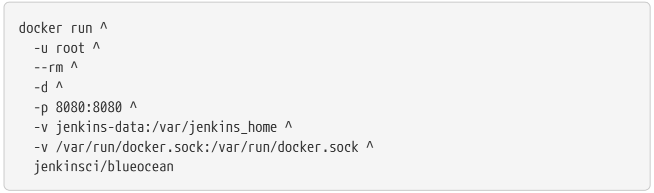 docker run ^
-u root ^
--rm ^
-d ^
-p 8080:8080 ^
-v jenkins-data:/var/jenkins_home ^
-v /var/run/docker.sock:/var/run/docker.sock ^
jenkinsci/blueocean